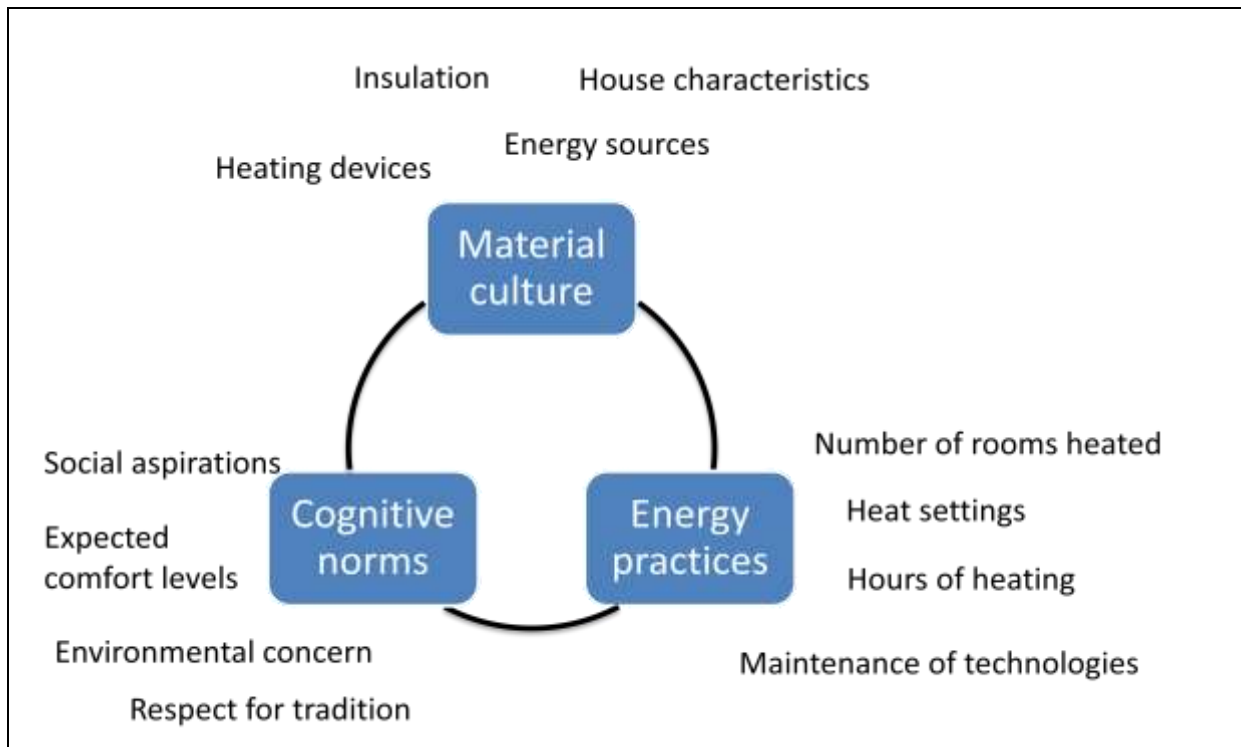 Insulation
House characteristics
Energy sources
Heating devices
Material
culture
Number of rooms heated
Social aspirations
Cognitive
norms
Energy
practices
Heat settings
Expected
comfort levels
Hours of heating
Environmental concern
Maintenance of technologies
Respect for tradition